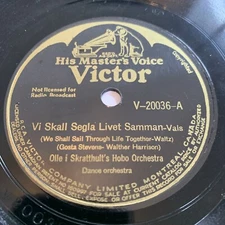 His Master's Voice
Victor
Not licensed for
Radio Broadcast
V-20036-A
Vi Skall Segla Livet Samman-Vals
(We Shall Sail Through Life Together-Waltz)
(Gosta Stevens- Walther Harrison)
Olle i Skratthult's Hobo Orchestra
Dance orchestra
COMPANY LIMITED MONTREAL